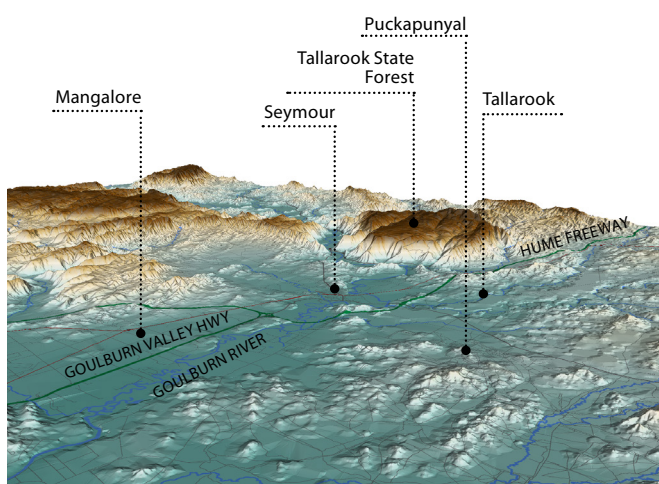 Puckapunyal
Tallarook State
Forest
Mangalore
Tallarook
Seymour
HUME FREEWAY
GOULBURN VALLEY HWY
GOULBURN RIVER